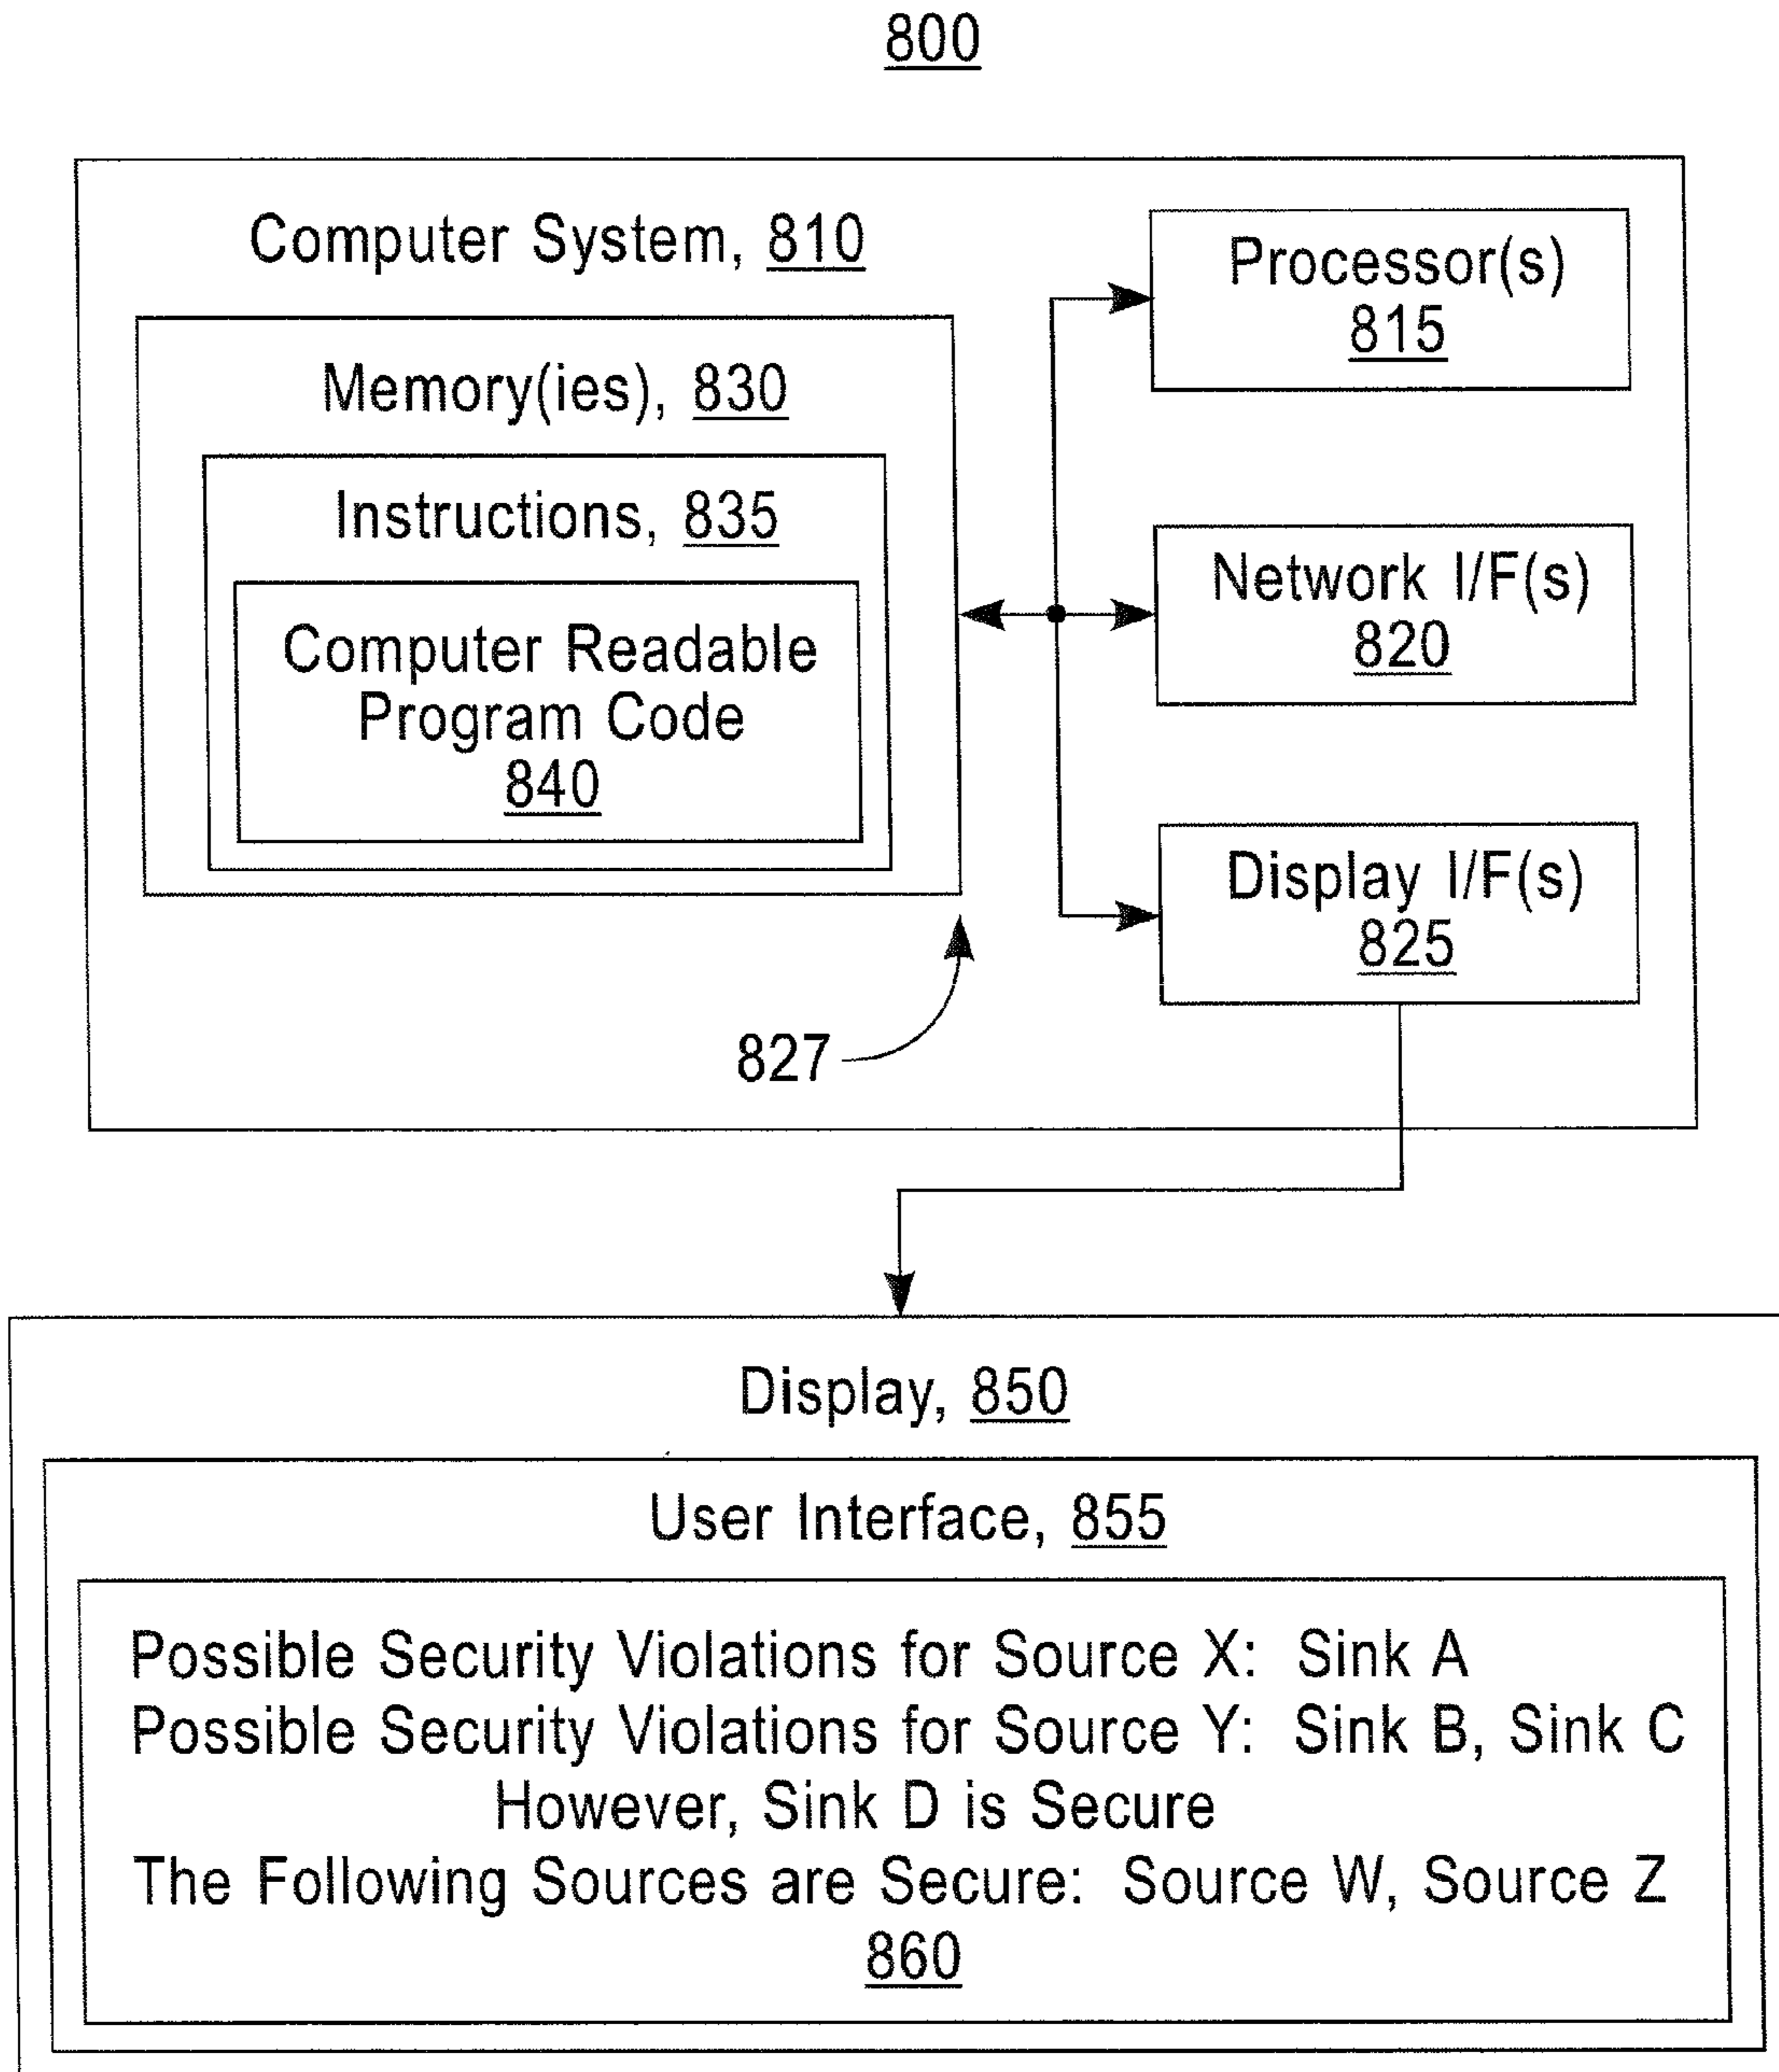 800
Computer System, 810
Processor(s)
815
Memory(ies), 830
Instructions, 835
Computer Readable
Program Code
840
Network I/F(s)
820
Display I/F(s)
825
827
Display, 850
User Interface, 855
Possible Security Violations for Source X: Sink A
Possible Security Violations for Source Y: Sink B, Sink C
However, Sink D is Secure
The Following Sources are Secure: Source W, Source Z
860